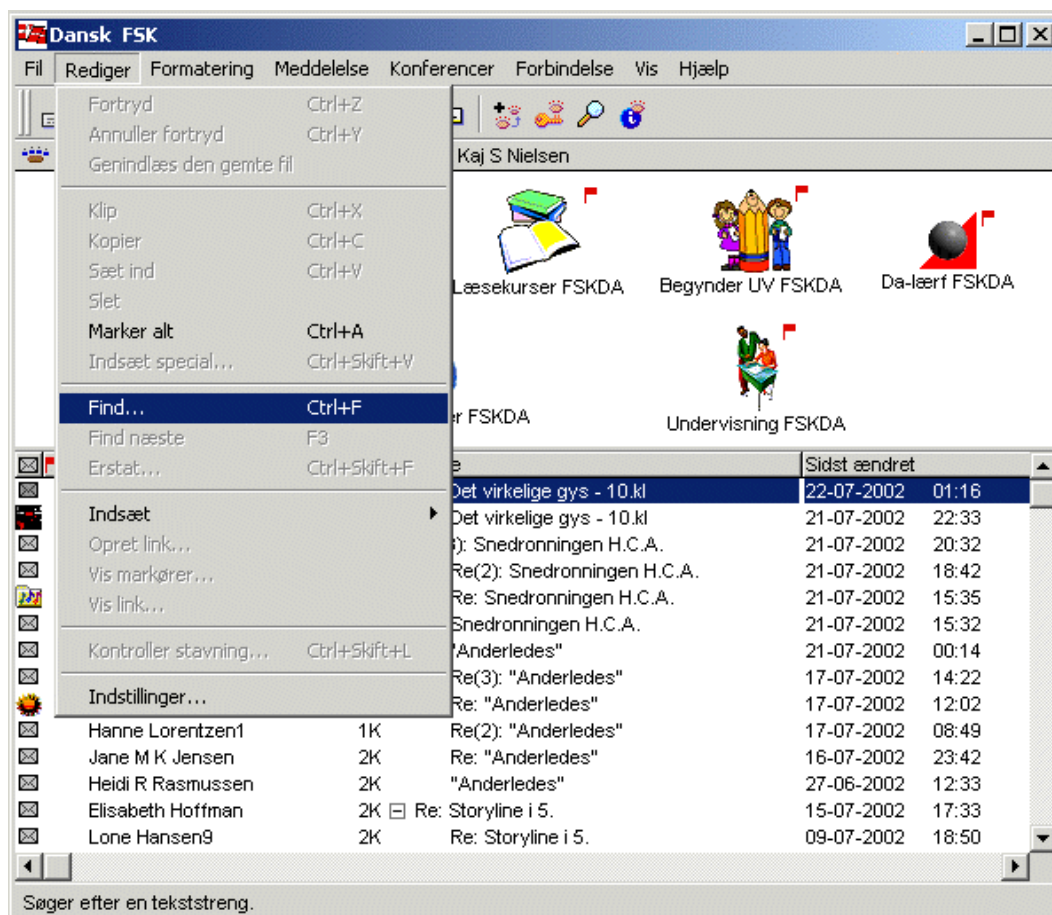 Dansk FSK
Fil Rediger Formatering Meddelelse Konferencer Forbindelse Vis Hjælp
Fortryd Ctrl+Z
Annuller fortryd Ctrl+Y
Genindlæs den gemte fil
Klip Ctrl+X
Kopier Ctrl+C
Sæt ind Ctrl+V
Slet
Marker alt Ctrl+A
Indsæt special... Ctrl+Skift+V
Find... Ctrl+F
Find næste F3
Erstat... Ctrl+Skift+F
Indsæt
Opret link...
Vis markører...
Vis link...
Kontroller stavning... Ctrl+Skift+L
Indstillinger...
Kaj S Nielsen
Læsekurser FSKDA Begynder UV FSKDA Da-lærf FSKDA
er FSKDA Undervisning FSKDA
e Sidst ændret
Det virkelige gys - 10.kl 22-07-2002 01:16
Det virkelige gys - 10.kl 21-07-2002 22:33
): Snedronningen H.C.A. 21-07-2002 20:32
Re(2): Snedronningen H.C.A. 21-07-2002 18:42
Re: Snedronningen H.C.A. 21-07-2002 15:35
Snedronningen H.C.A. 21-07-2002 15:32
"Anderledes" 21-07-2002 00:14
Re(3): "Anderledes" 17-07-2002 14:22
Re: "Anderledes" 17-07-2002 12:02
Hanne Lorentzen1 1K Re(2): "Anderledes" 17-07-2002 08:49
Jane M K Jensen 2K Re: "Anderledes" 16-07-2002 23:42
Heidi R Rasmussen 2K "Anderledes" 27-06-2002 12:33
Elisabeth Hoffman 2K Re: Storyline i 5. 15-07-2002 17:33
Lone Hansen9 2K Re: Storyline i 5. 09-07-2002 18:50
Søger efter en tekststreng.